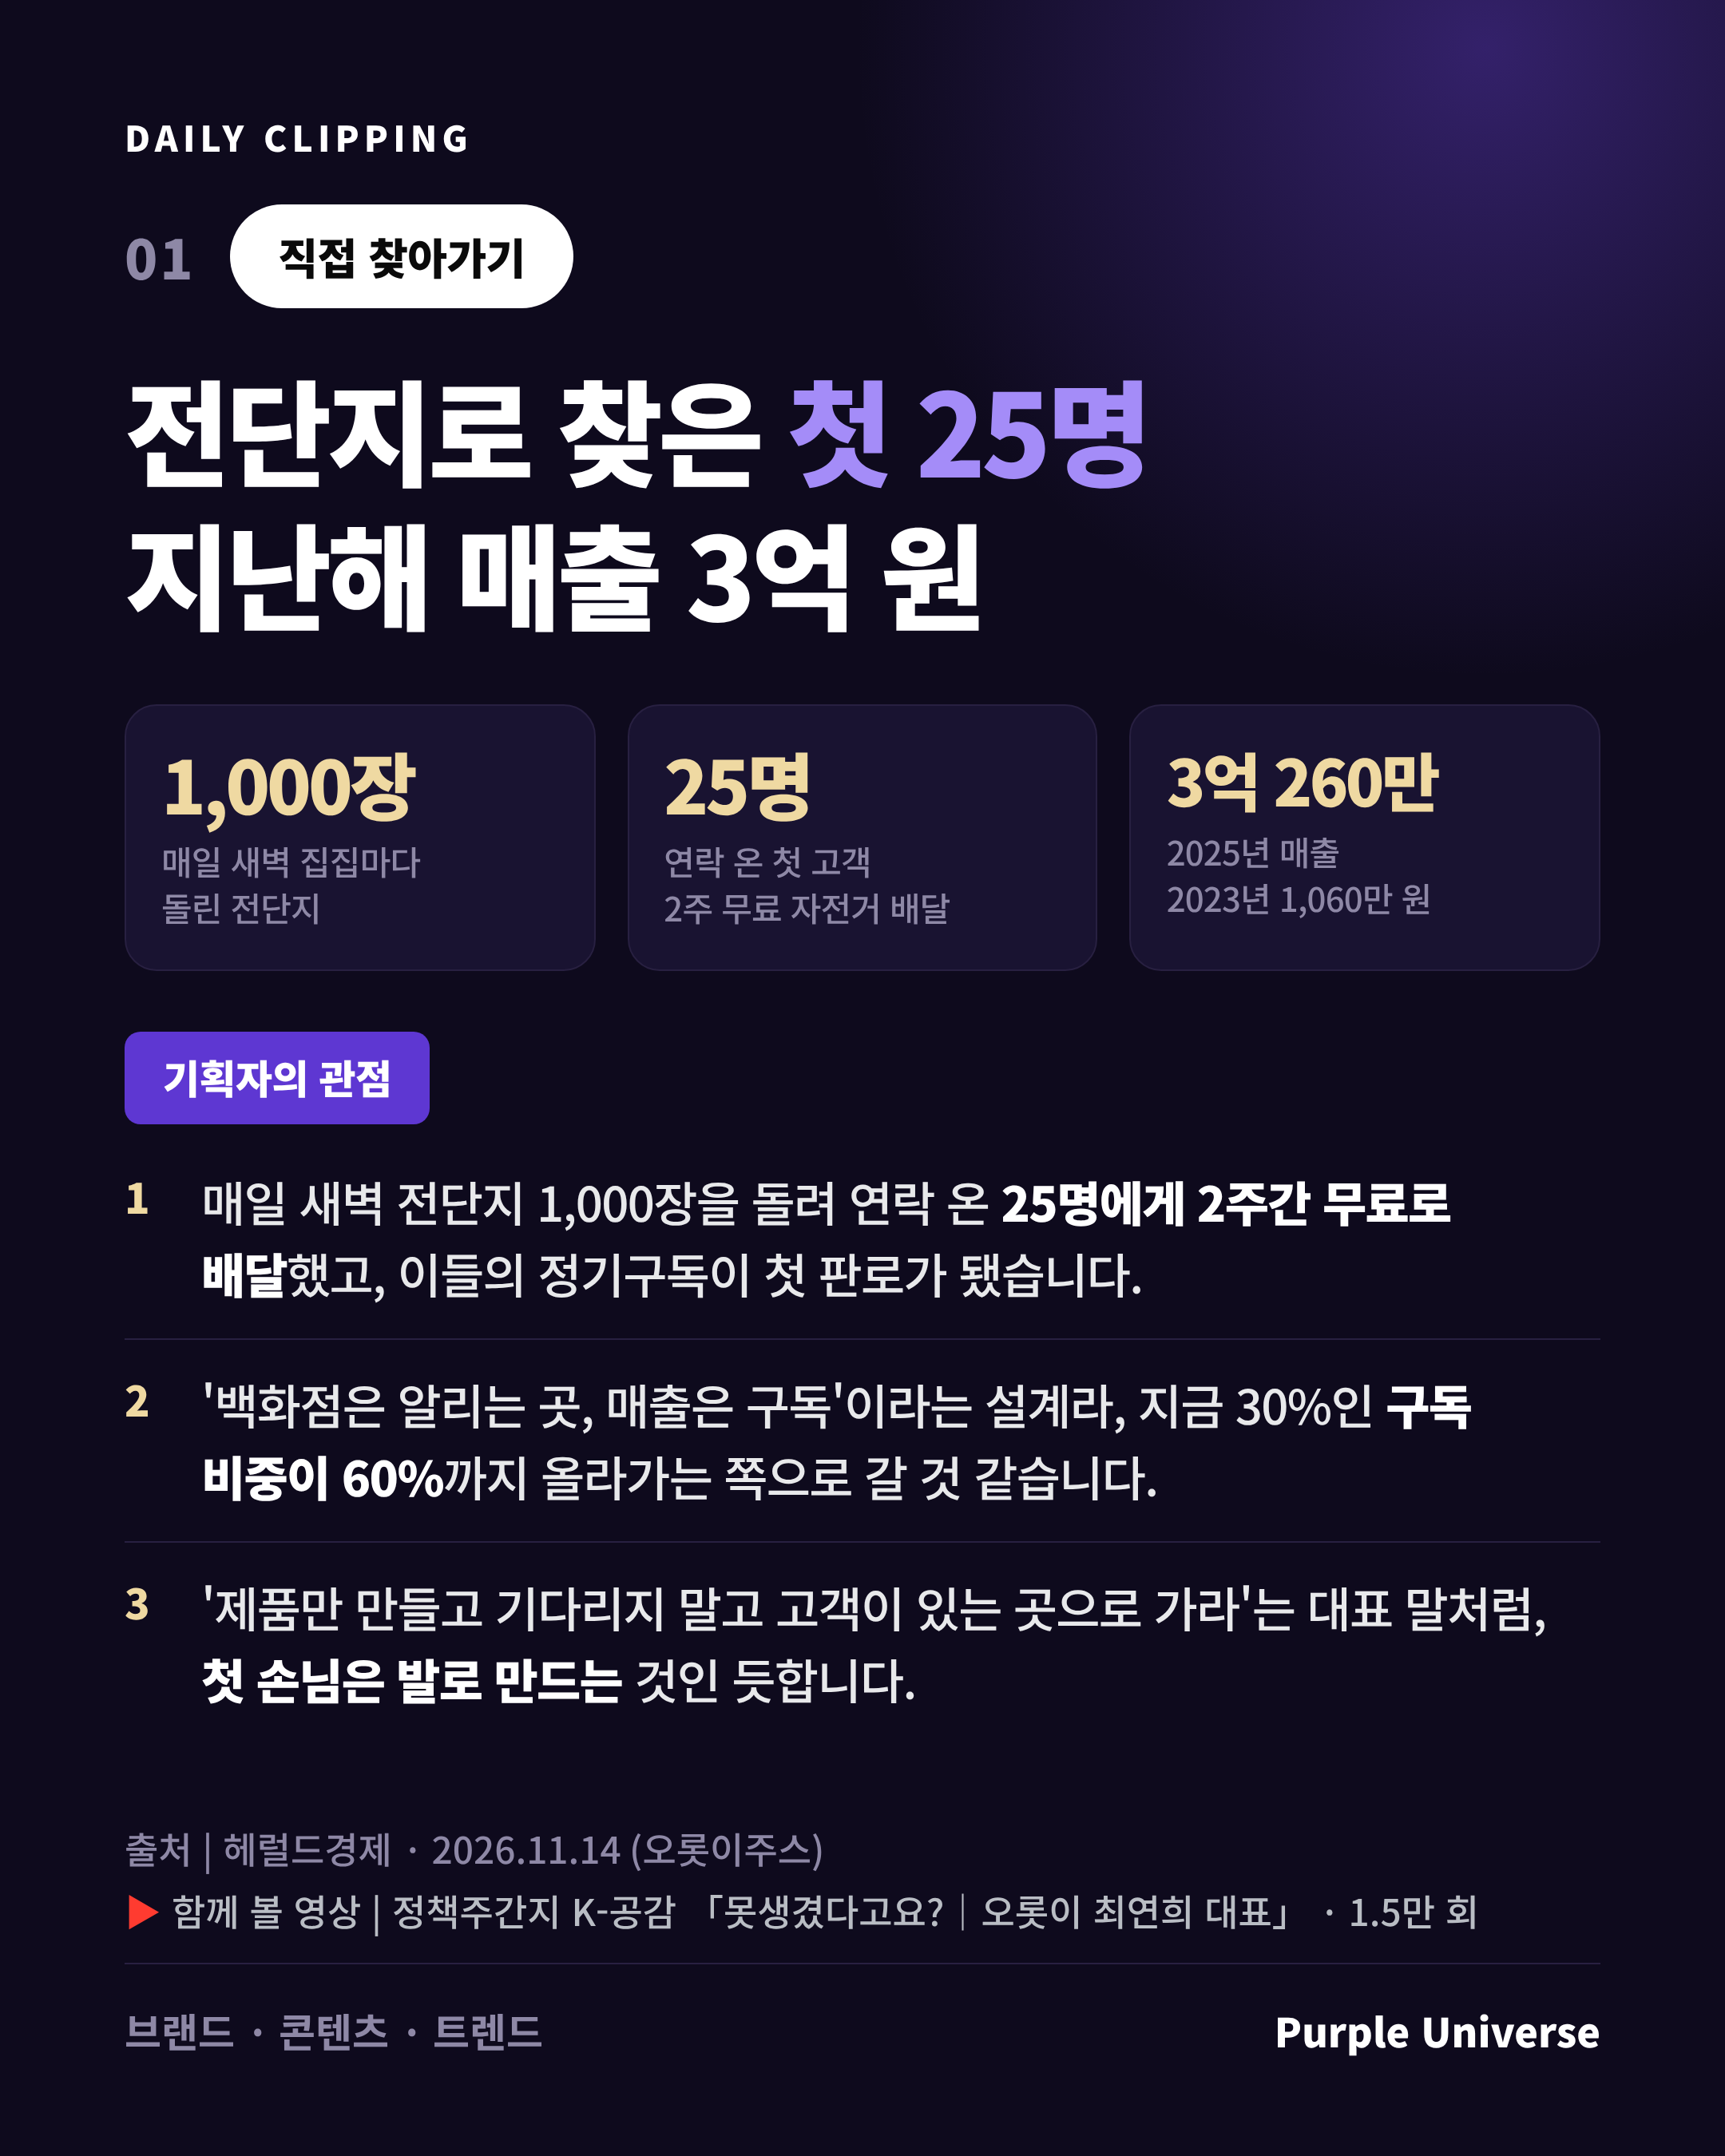 DAILY CLIPPING
01 직접 찾아가기
전단지로 찾은 첫 25명
지난해 매출 3억 원
1,000장
매일 새벽 집집마다
돌린 전단지
25명
연락 온 첫 고객
2주 무료 자전거 배달
3억 260만
2025년 매출
2023년 1,060만 원
기획자의 관점
1 매일 새벽 전단지 1,000장을 돌려 연락 온 25명에게 2주간 무료로
배달했고, 이들의 정기구독이 첫 판로가 됐습니다.
2 '백화점은 알리는 곳, 매출은 구독'이라는 설계라, 지금 30%인 구독
비중이 60%까지 올라가는 쪽으로 갈 것 같습니다.
3 '제품만 만들고 기다리지 말고 고객이 있는 곳으로 가라'는 대표 말처럼,
첫 손님은 발로 만드는 것인 듯합니다.
출처 | 헤럴드경제 · 2026.11.14 (오롯이주스)
▶ 함께 볼 영상 | 정책주간지 K-공감 「못생겼다고요?｜오롯이 최연희 대표」 · 1.5만 회
브랜드 · 콘텐츠 · 트렌드
Purple Universe